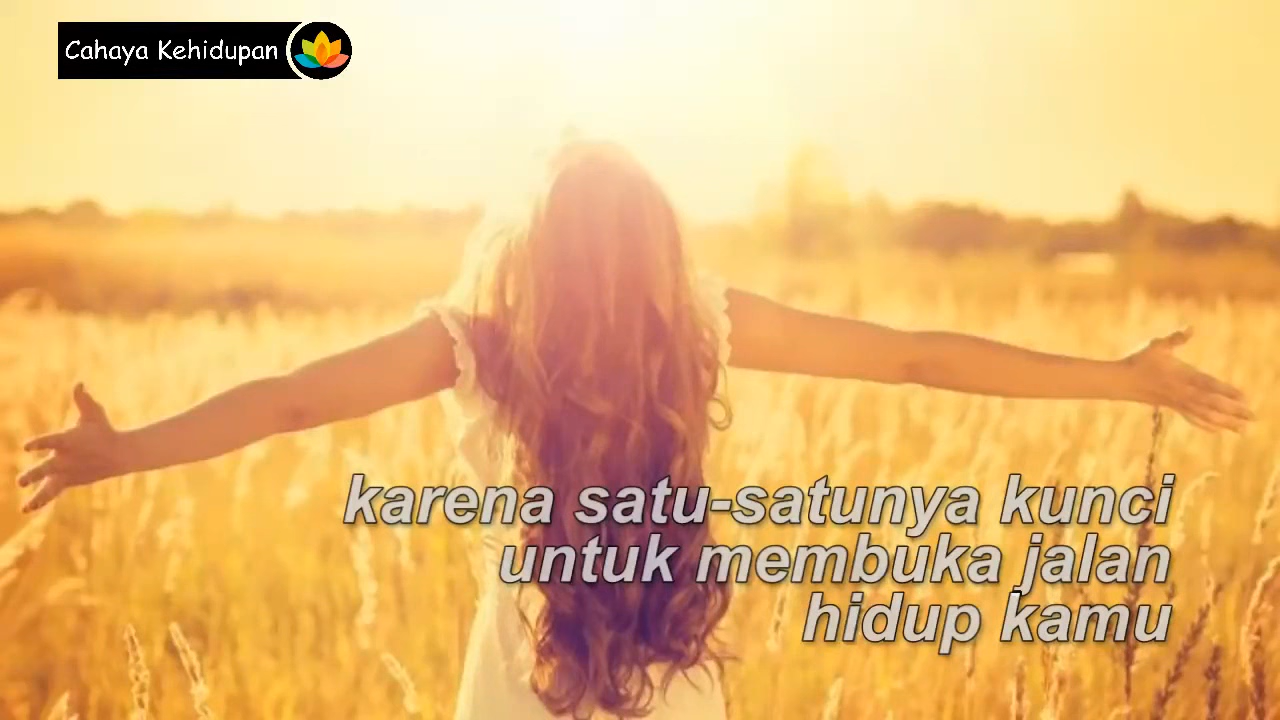 Cahaya Kehidupan
karena satu-satunya kunci
untuk membuka jalan
hidup kamu